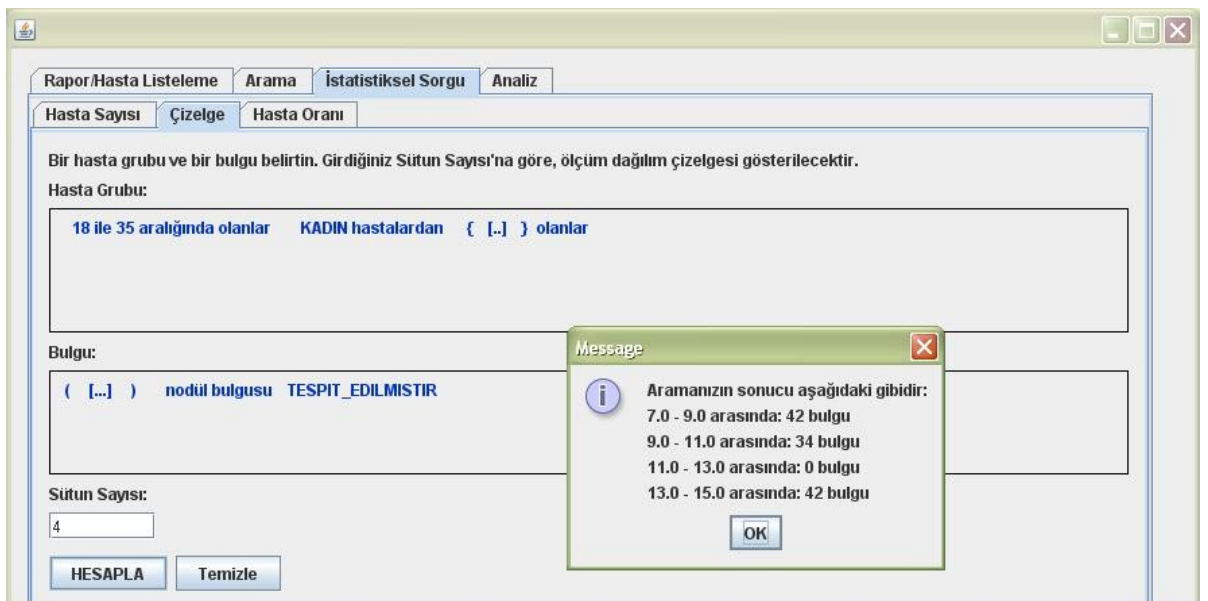 Rapor/Hasta Listeleme Arama İstatistiksel Sorgu Analiz
Hasta Sayısı Çizelge Hasta Oranı
Bir hasta grubu ve bir bulgu belirtin. Girdiğiniz Sütun Sayısı'na göre, ölçüm dağılım çizelgesi gösterilecektir.
Hasta Grubu:
18 ile 35 aralığında olanlar KADIN hastalardan { [..] } olanlar
Bulgu:
( [...] ) nodül bulgusu TESPIT_EDILMISTIR
Message
Aramanızın sonucu aşağıdaki gibidir:
7.0 - 9.0 arasında: 42 bulgu
9.0 - 11.0 arasında: 34 bulgu
11.0 - 13.0 arasında: 0 bulgu
13.0 - 15.0 arasında: 42 bulgu
OK
Sütun Sayısı:
4
HESAPLA Temizle